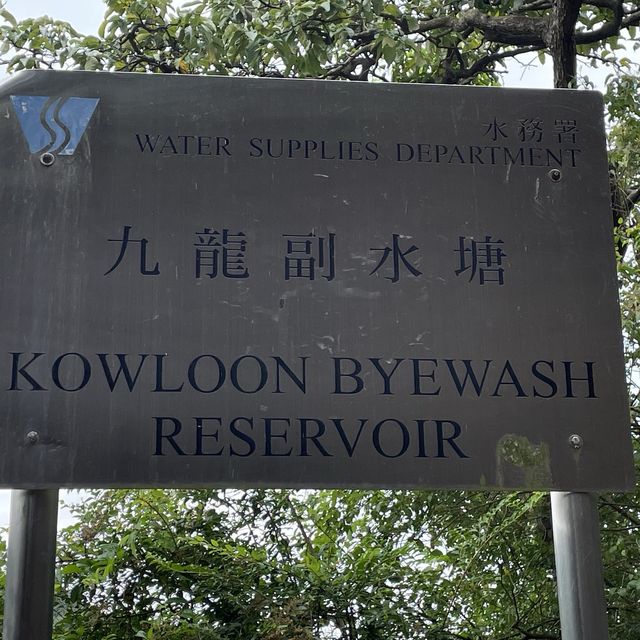 水務署
WATER SUPPLIES DEPARTMENT
九龍副水塘
KOWLOON BYEWASH
RESERVOIR